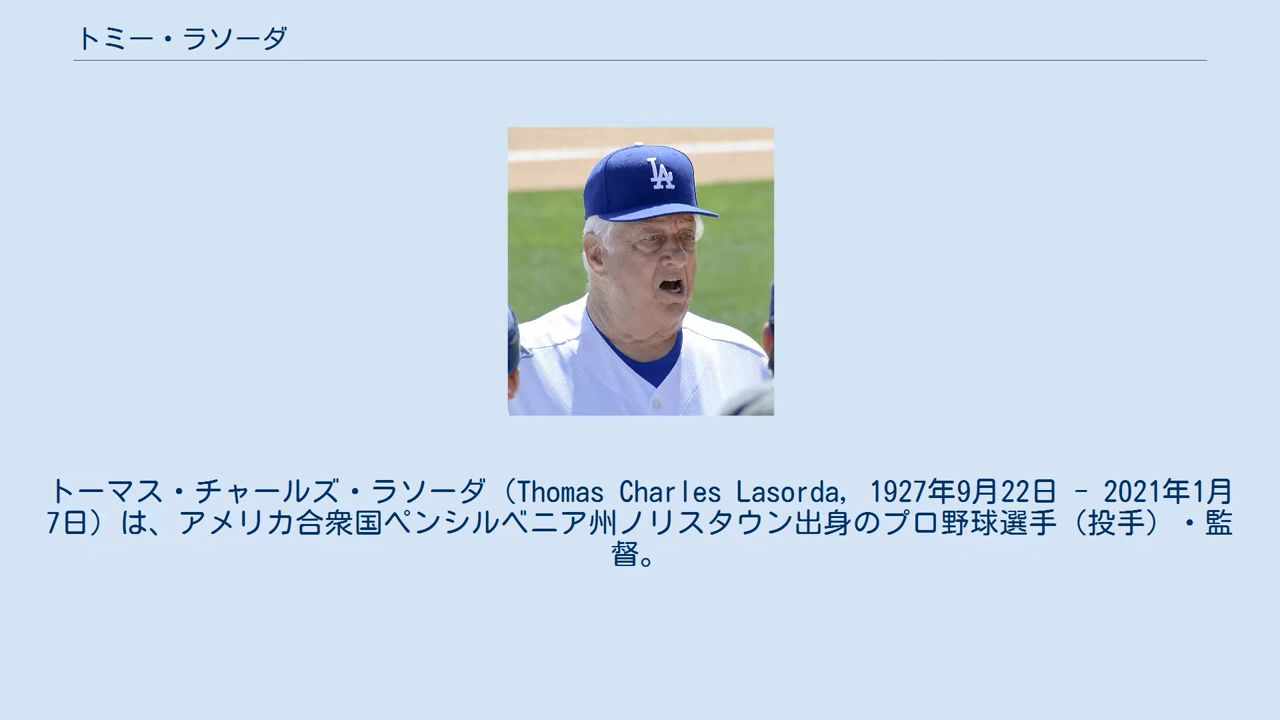 トミー・ラソーダ
LA
トーマス・チャールズ・ラソーダ（Thomas Charles Lasorda, 1927年9月22日 - 2021年1月
7日）は、アメリカ合衆国ペンシルベニア州ノリスタウン出身のプロ野球選手（投手）・監
督。